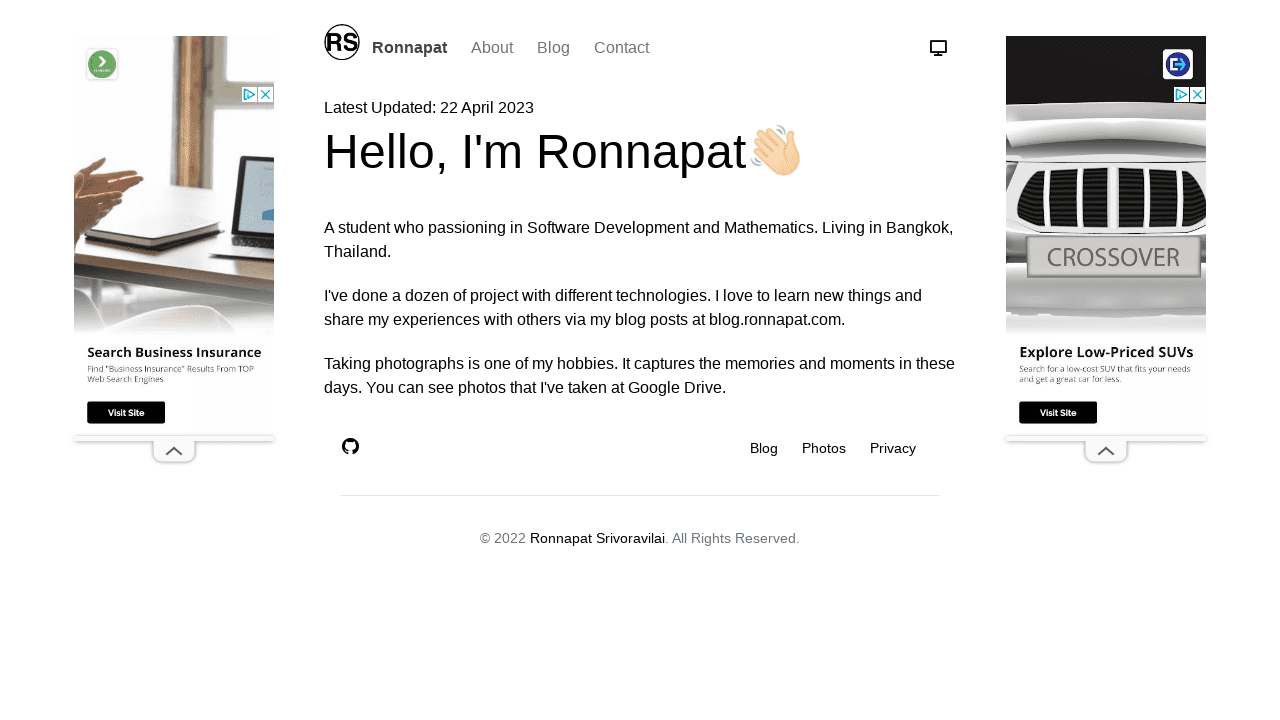 RS
Ronnapat About Blog Contact
Latest Updated: 22 April 2023
Hello, I'm Ronnapat👋🏻
A student who passioning in Software Development and Mathematics. Living in Bangkok,
Thailand.
I've done a dozen of project with different technologies. I love to learn new things and
share my experiences with others via my blog posts at blog.ronnapat.com.
Taking photographs is one of my hobbies. It captures the memories and moments in these
days. You can see photos that I've taken at Google Drive.
Blog Photos Privacy
© 2022 Ronnapat Srivoravilai. All Rights Reserved.
Search Business Insurance
Find "Business Insurance" Results From TOP
Web Search Engines
Visit Site
CROSSOVER
Explore Low-Priced SUVs
Search for a low-cost SUV that fits your needs
and get a great car for less.
Visit Site